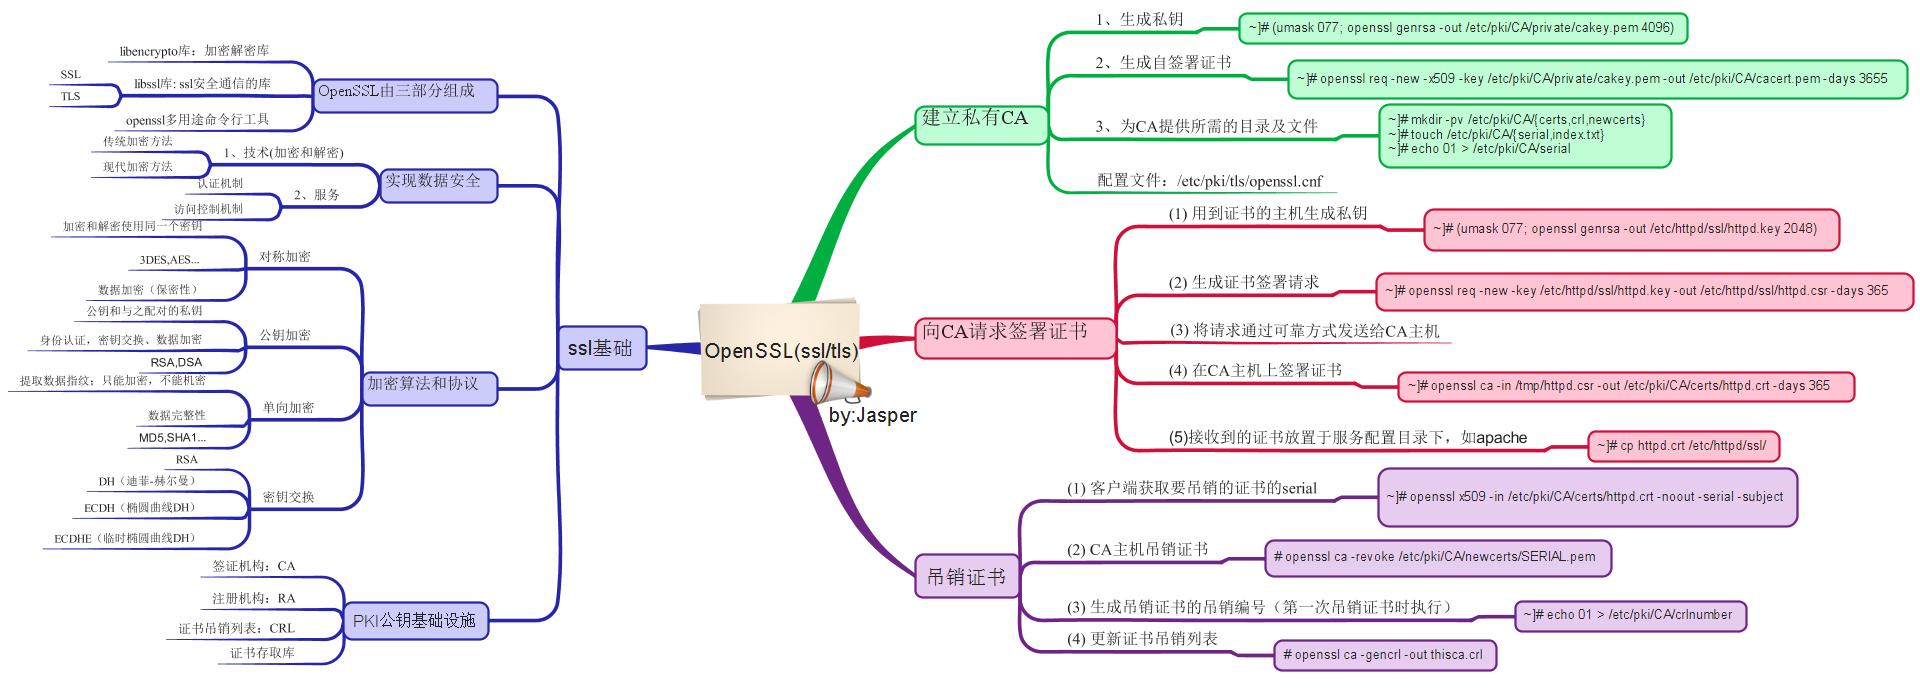 OpenSSL(ssl/tls)
by:Jasper
ssl基础
OpenSSL由三部分组成
libencrypto库：加密解密库
libssl库: ssl安全通信的库
SSL
TLS
openssl多用途命令行工具
实现数据安全
1、技术(加密和解密)
传统加密方法
现代加密方法
2、服务
认证机制
访问控制机制
加密算法和协议
对称加密
加密和解密使用同一个密钥
3DES,AES...
数据加密（保密性）
公钥加密
公钥和与之配对的私钥
身份认证，密钥交换、数据加密
RSA,DSA
单向加密
提取数据指纹；只能加密，不能机密
数据完整性
MD5,SHA1...
密钥交换
RSA
DH（迪菲-赫尔曼）
ECDH（椭圆曲线DH）
ECDHE（临时椭圆曲线DH）
PKI公钥基础设施
签证机构：CA
注册机构：RA
证书吊销列表：CRL
证书存取库
建立私有CA
1、生成私钥
~]# (umask 077; openssl genrsa -out /etc/pki/CA/private/cakey.pem 4096)
2、生成自签署证书
~]# openssl req -new -x509 -key /etc/pki/CA/private/cakey.pem -out /etc/pki/CA/cacert.pem -days 3655
3、为CA提供所需的目录及文件
~]# mkdir -pv /etc/pki/CA/{certs,crl,newcerts}
~]# touch /etc/pki/CA/{serial,index.txt}
~]# echo 01 > /etc/pki/CA/serial
配置文件：/etc/pki/tls/openssl.cnf
向CA请求签署证书
(1) 用到证书的主机生成私钥
~]# (umask 077; openssl genrsa -out /etc/httpd/ssl/httpd.key 2048)
(2) 生成证书签署请求
~]# openssl req -new -key /etc/httpd/ssl/httpd.key -out /etc/httpd/ssl/httpd.csr -days 365
(3) 将请求通过可靠方式发送给CA主机
(4) 在CA主机上签署证书
~]# openssl ca -in /tmp/httpd.csr -out /etc/pki/CA/certs/httpd.crt -days 365
(5)接收到的证书放置于服务配置目录下，如apache
~]# cp httpd.crt /etc/httpd/ssl/
吊销证书
(1) 客户端获取要吊销的证书的serial
~]# openssl x509 -in /etc/pki/CA/certs/httpd.crt -noout -serial -subject
(2) CA主机吊销证书
# openssl ca -revoke /etc/pki/CA/newcerts/SERIAL.pem
(3) 生成吊销证书的吊销编号（第一次吊销证书时执行）
~]# echo 01 > /etc/pki/CA/crlnumber
(4) 更新证书吊销列表
# openssl ca -gencrl -out thisca.crl